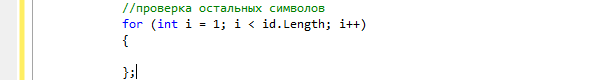 //проверка остальных символов
for (int i = 1; i < id.Length; i++)
{
};